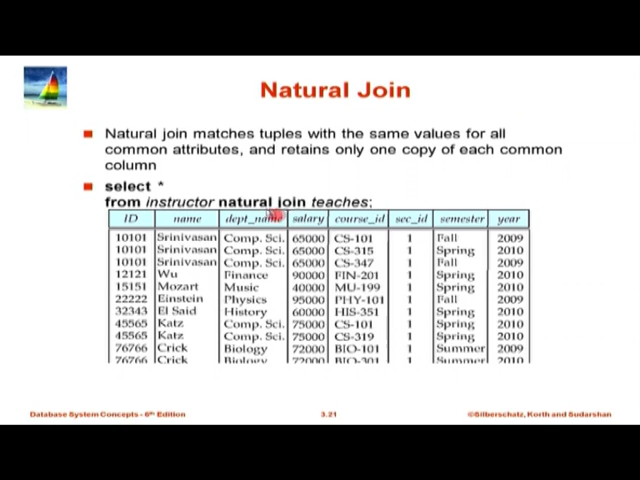 Natural Join
Natural join matches tuples with the same values for all
common attributes, and retains only one copy of each common
column
select *
from instructor natural join teaches;
ID name dept_name salary course_id sec_id semester year
10101 Srinivasan Comp. Sci. 65000 CS-101 1 Fall 2009
10101 Srinivasan Comp. Sci. 65000 CS-315 1 Spring 2010
10101 Srinivasan Comp. Sci. 65000 CS-347 1 Fall 2009
12121 Wu Finance 90000 FIN-201 1 Spring 2010
15151 Mozart Music 40000 MU-199 1 Spring 2010
22222 Einstein Physics 95000 PHY-101 1 Fall 2009
32343 El Said History 60000 HIS-351 1 Spring 2010
45565 Katz Comp. Sci. 75000 CS-101 1 Spring 2010
45565 Katz Comp. Sci. 75000 CS-319 1 Spring 2010
76766 Crick Biology 72000 BIO-101 1 Summer 2009
76766 Crick Biology 72000 BIO-301 1 Summer 2010
Database System Concepts - 6th Edition 3.21 ©Silberschatz, Korth and Sudarshan